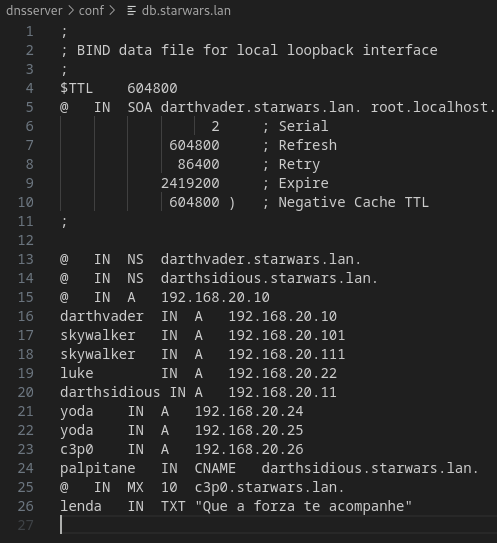 dnsserver > conf > db.starwars.lan
1 ;
2 ; BIND data file for local loopback interface
3 ;
4 $TTL 604800
5 @ IN SOA darthvader.starwars.lan. root.localhost.
6 2 ; Serial
7 604800 ; Refresh
8 86400 ; Retry
9 2419200 ; Expire
10 604800 ) ; Negative Cache TTL
11 ;
12
13 @ IN NS darthvader.starwars.lan.
14 @ IN NS darthsidious.starwars.lan.
15 @ IN A 192.168.20.10
16 darthvader IN A 192.168.20.10
17 skywalker IN A 192.168.20.101
18 skywalker IN A 192.168.20.111
19 luke IN A 192.168.20.22
20 darthsidious IN A 192.168.20.11
21 yoda IN A 192.168.20.24
22 yoda IN A 192.168.20.25
23 c3p0 IN A 192.168.20.26
24 palpitane IN CNAME darthsidious.starwars.lan.
25 @ IN MX 10 c3p0.starwars.lan.
26 lenda IN TXT "Que a forza te acompanhe"
27